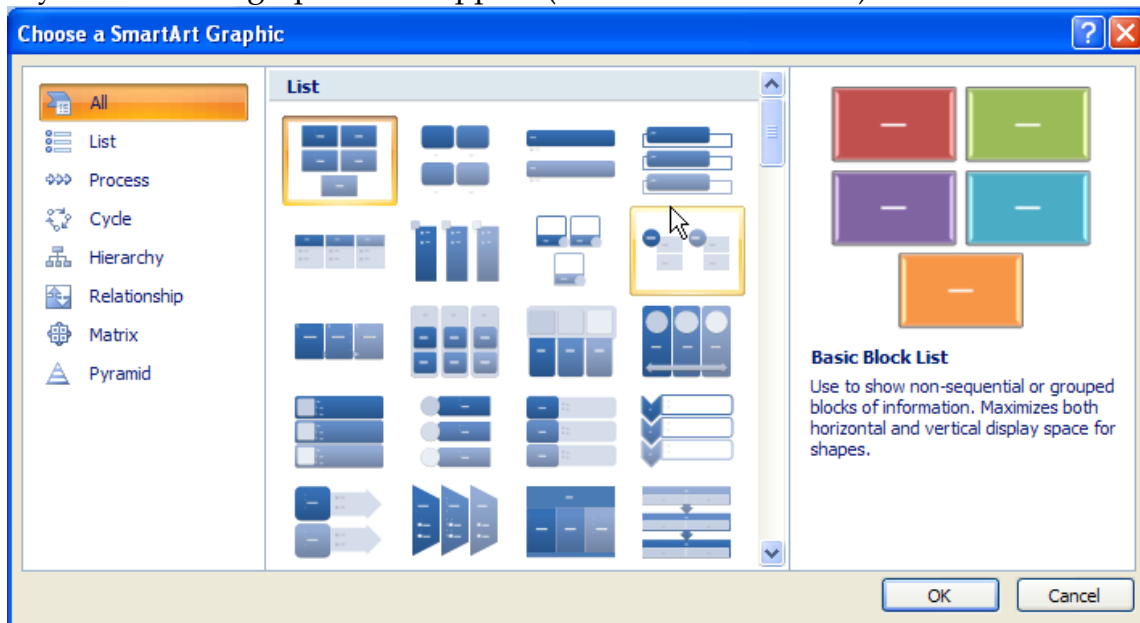 Choose a SmartArt Graphic
All
List
Process
Cycle
Hierarchy
Relationship
Matrix
Pyramid
List
Basic Block List
Use to show non-sequential or grouped
blocks of information. Maximizes both
horizontal and vertical display space for
shapes.
OK
Cancel